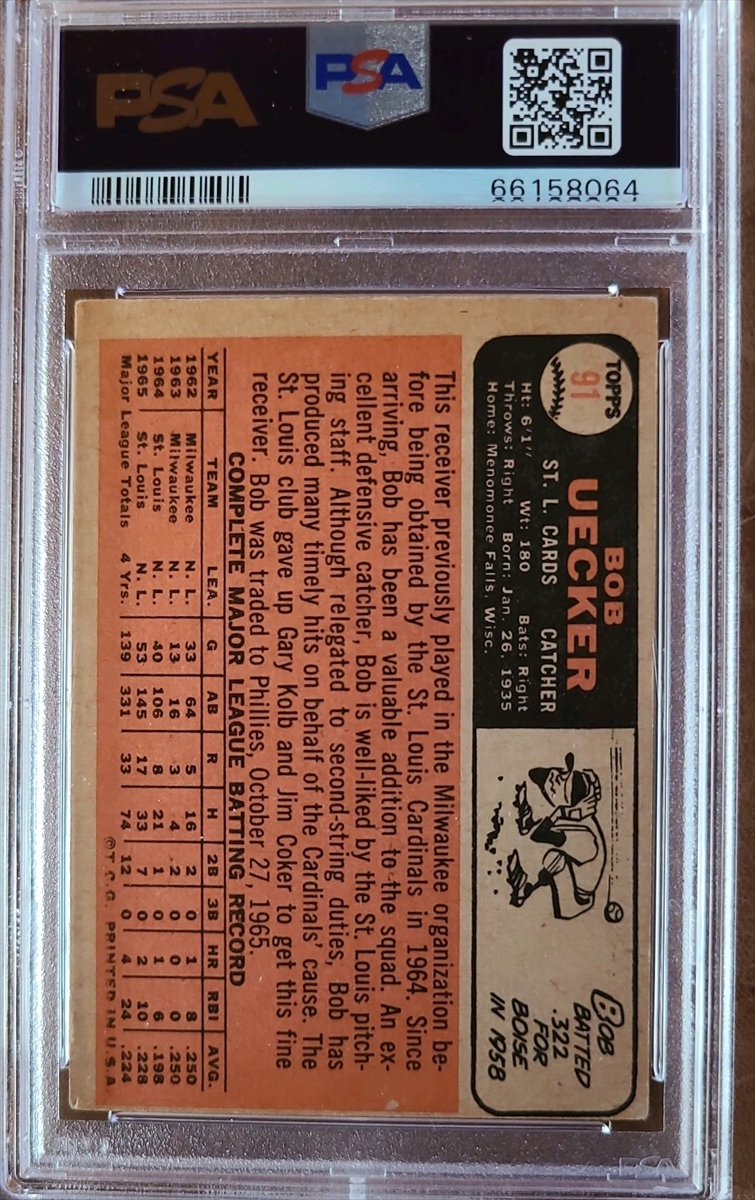 PSA
PSA
66158064
TOPPS
91
BOB
UECKER
ST. L. CARDS CATCHER
Ht: 6'1" Wt: 180 Bats: Right
Throws: Right Born: Jan. 26, 1935
Home: Menomonee Falls, Wisc.
BOB
BATTED
.322
FOR
BOISE
IN 1958
This receiver previously played in the Milwaukee organization be-
fore being obtained by the St. Louis Cardinals in 1964. Since
arriving, Bob has been a valuable addition to the squad. An ex-
cellent defensive catcher, Bob is well-liked by the St. Louis pitch-
ing staff. Although relegated to second-string duties, Bob has
produced many timely hits on behalf of the Cardinals' cause. The
St. Louis club gave up Gary Kolb and Jim Coker to get this fine
receiver. Bob was traded to Phillies, October 27, 1965.
COMPLETE MAJOR LEAGUE BATTING RECORD
YEAR TEAM LEA. G AB R H 2B 3B HR RBI AVG.
1962 Milwaukee N. L. 33 64 5 16 2 0 1 8 .250
1963 Milwaukee N. L. 13 16 3 4 2 0 0 0 .250
1964 St. Louis N. L. 40 106 8 21 1 0 1 6 .198
1965 St. Louis N. L. 53 145 17 33 7 0 2 10 .228
Major League Totals 4 Yrs. 139 331 33 74 12 0 4 24 .224
©T.C.G. PRINTED IN U.S.A
PSA